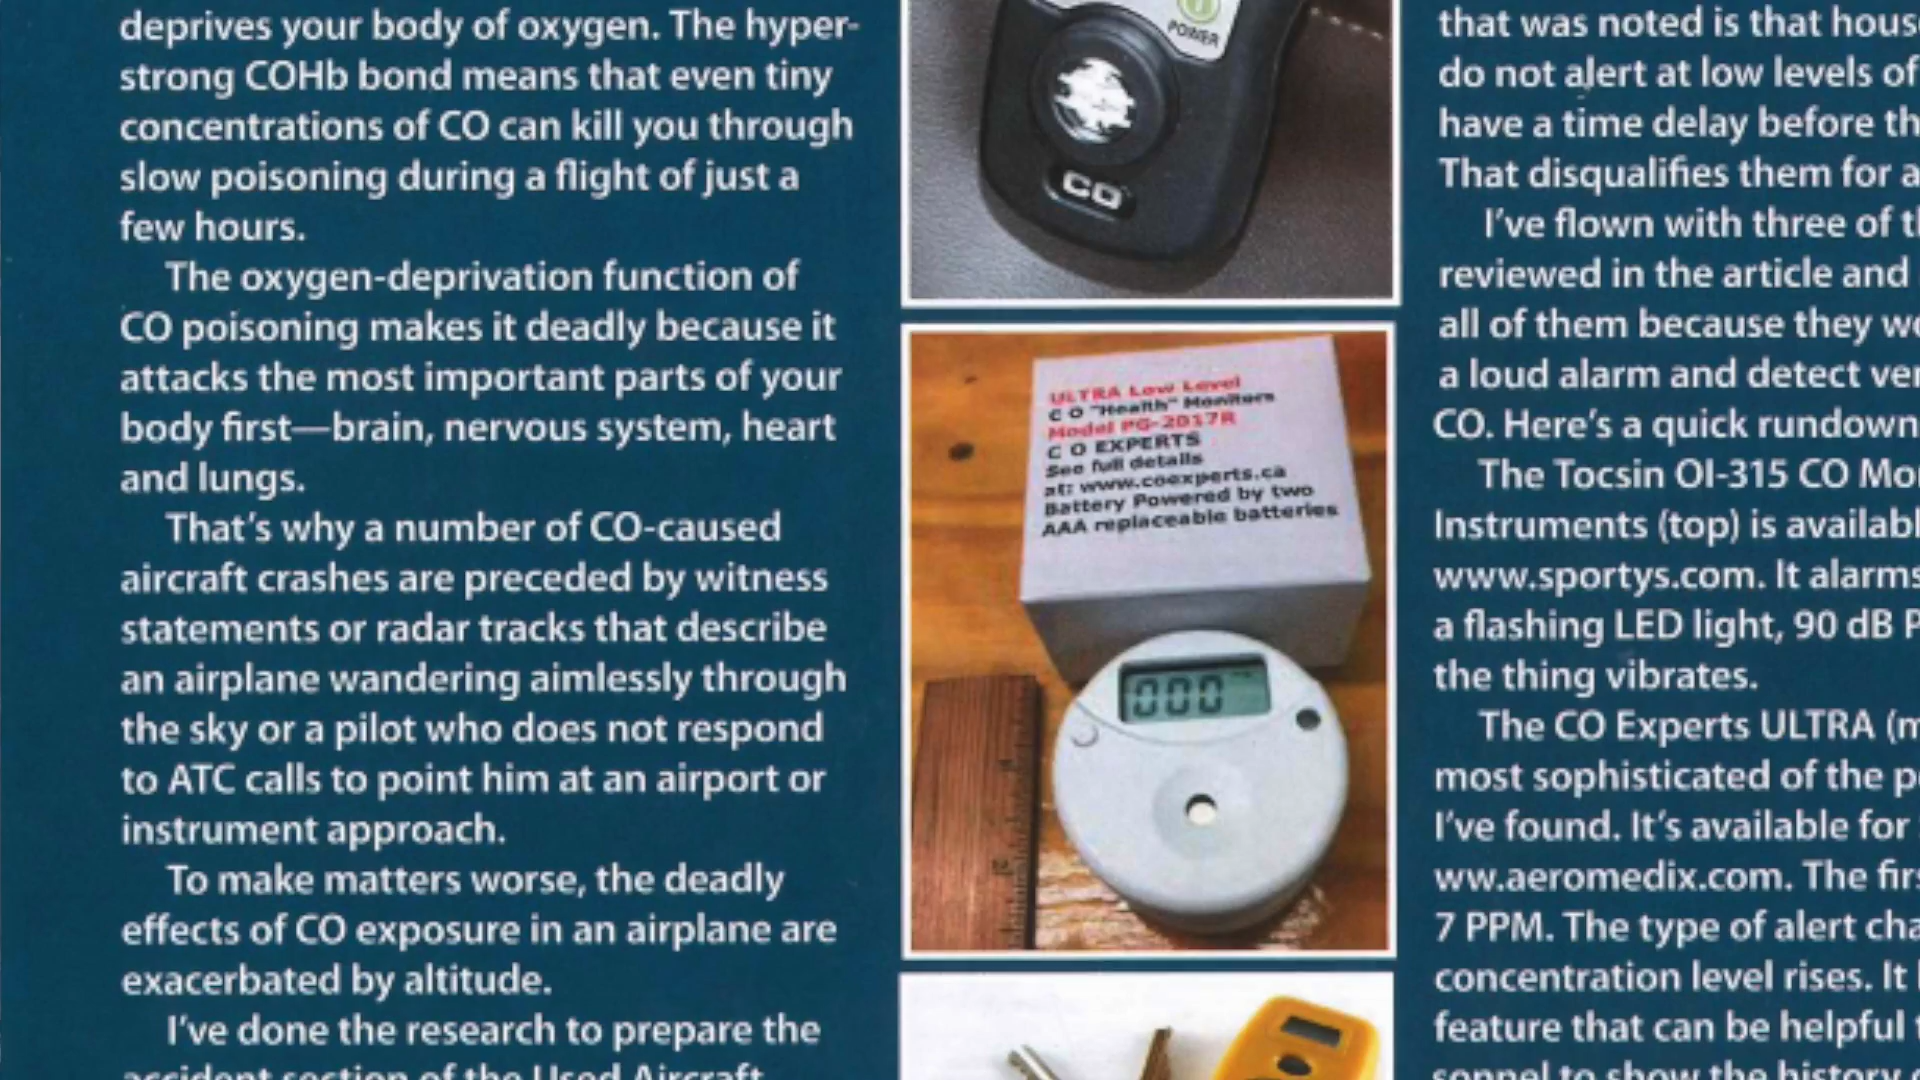 deprives your body of oxygen. The hyper-
strong COHb bond means that even tiny
concentrations of CO can kill you through
slow poisoning during a flight of just a
few hours.
The oxygen-deprivation function of
CO poisoning makes it deadly because it
attacks the most important parts of your
body first—brain, nervous system, heart
and lungs.
That's why a number of CO-caused
aircraft crashes are preceded by witness
statements or radar tracks that describe
an airplane wandering aimlessly through
the sky or a pilot who does not respond
to ATC calls to point him at an airport or
instrument approach.
To make matters worse, the deadly
effects of CO exposure in an airplane are
exacerbated by altitude.
I've done the research to prepare the
accident section of the Used Aircraft
POWER
CO
ULTRA Low Level
C O "Health" Monitors
Model PG-2017R
C O EXPERTS
See full details
at: www.coexperts.ca
Battery Powered by two
AAA replaceable batteries
000
that was noted is that
do not alert at low levels of
have a time delay before
That disqualifies them for
I've flown with three of
reviewed in the article and
all of them because they
a loud alarm and detect
CO. Here's a quick rundown
The Tocsin OI-315 CO
Instruments (top) is
www.sportys.com. It alarms
a flashing LED light, 90 dB
the thing vibrates.
The CO Experts ULTRA
most sophisticated of the
I've found. It's available for
ww.aeromedix.com. The
7 PPM. The type of alert
concentration level rises. It
feature that can be helpful
sonnel to show the history